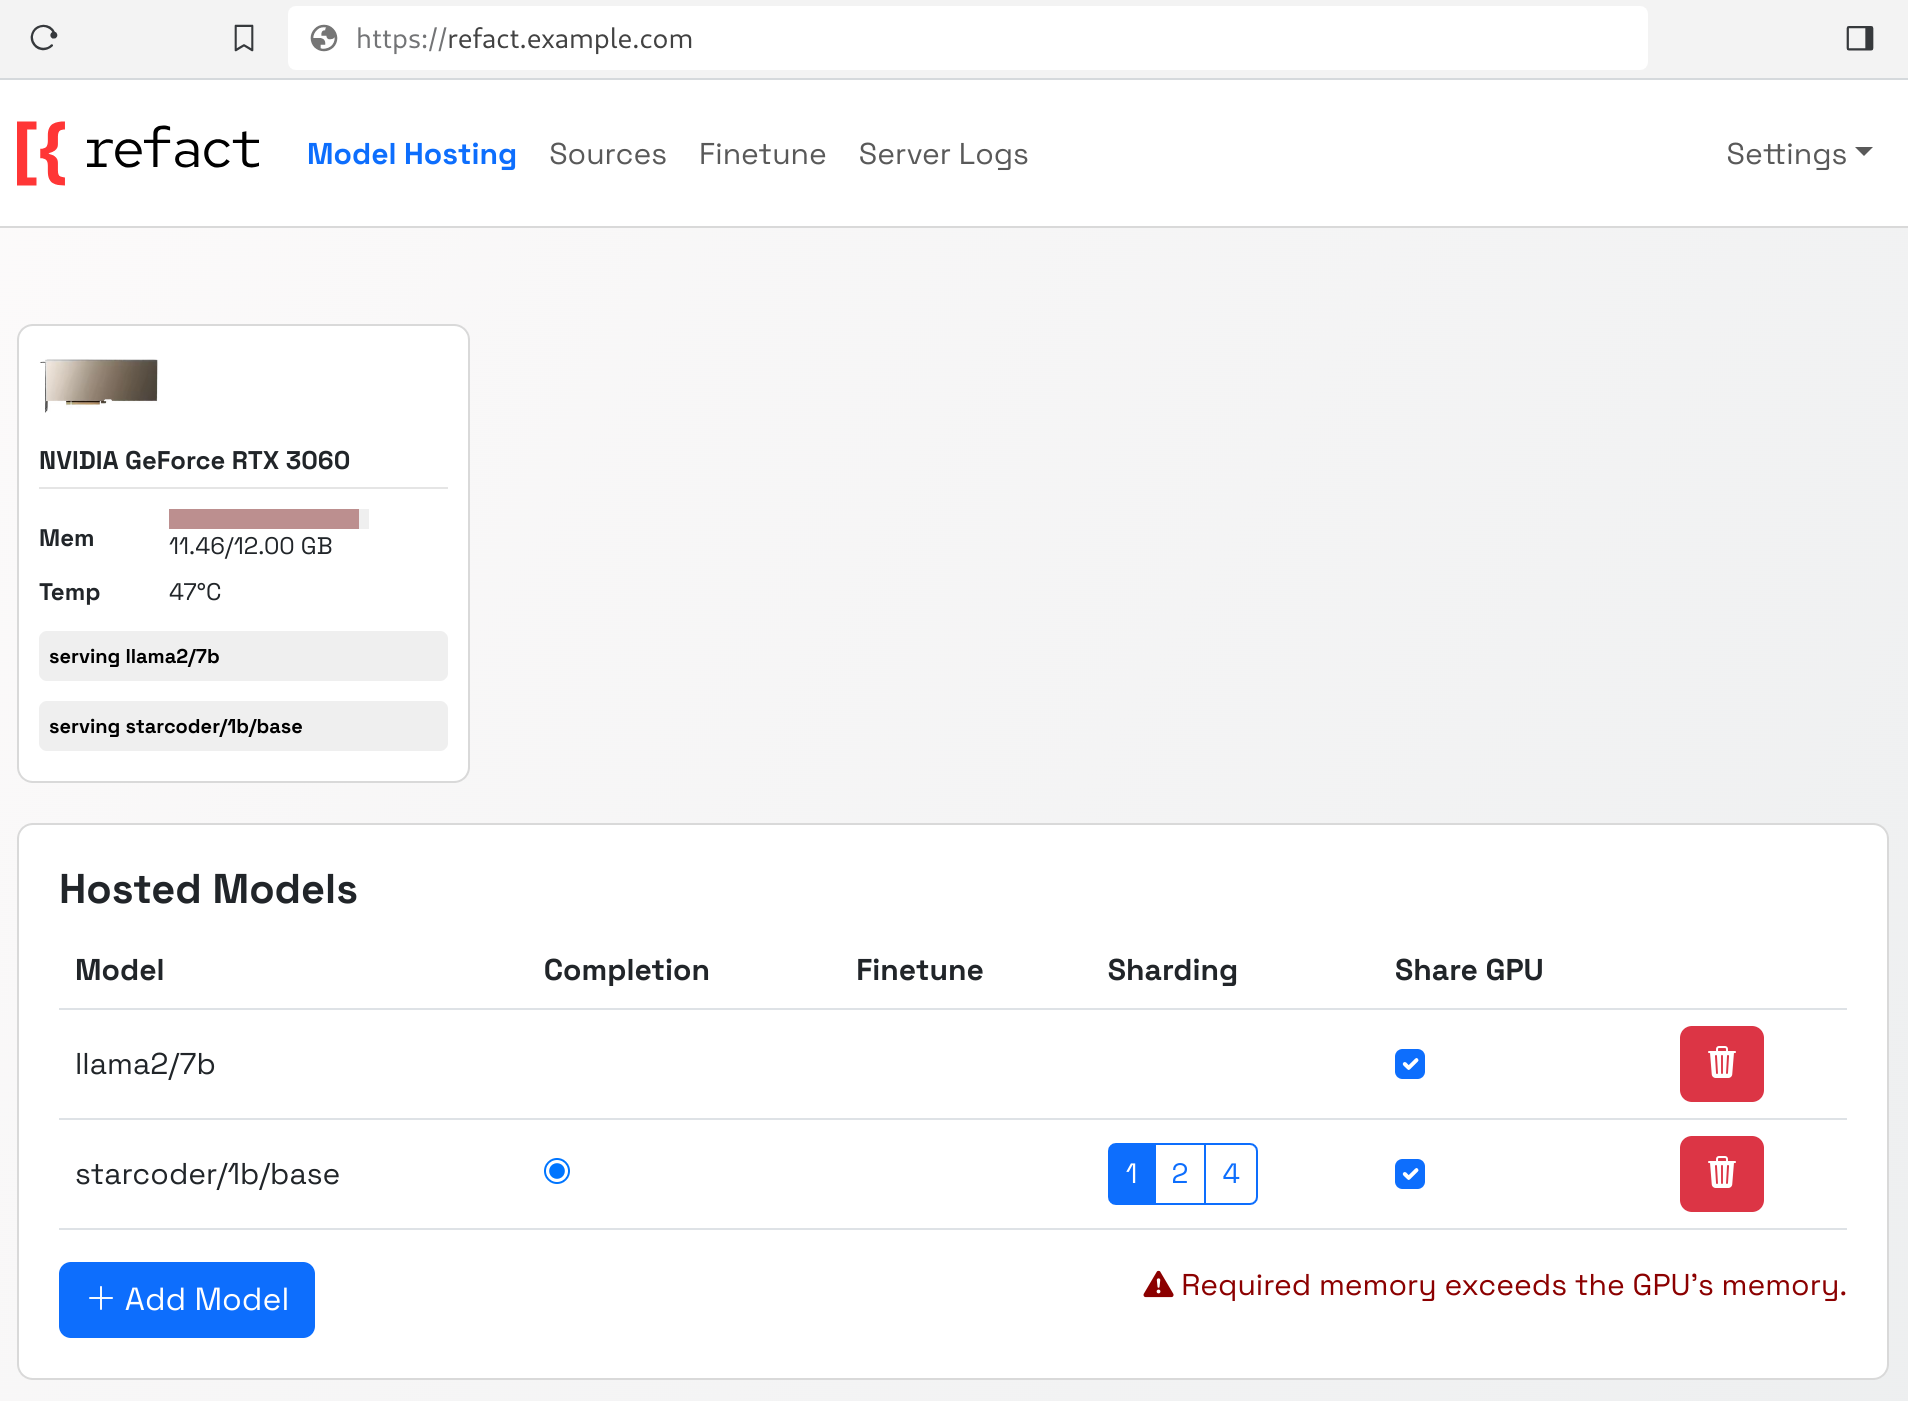 https://refact.example.com
refact Model Hosting Sources Finetune Server Logs Settings
NVIDIA GeForce RTX 3060
Mem 11.46/12.00 GB
Temp 47°C
serving llama2/7b
serving starcoder/1b/base
Hosted Models
Model Completion Finetune Sharding Share GPU
llama2/7b
starcoder/1b/base 1 2 4
+ Add Model Required memory exceeds the GPU's memory.